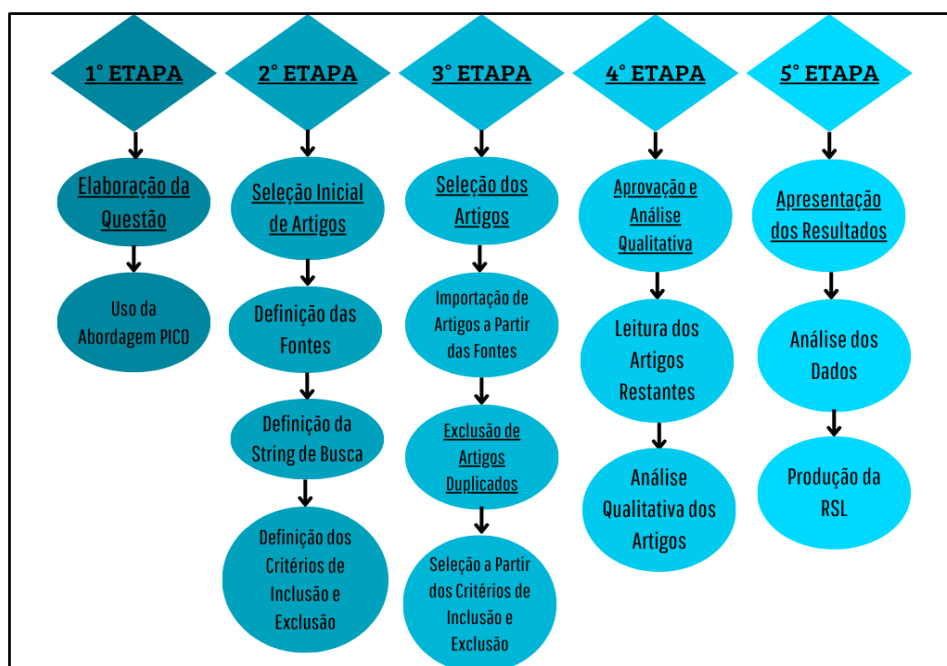 1° ETAPA
Elaboração da
Questão
Uso da
Abordagem PICO
2° ETAPA
Seleção Inicial
de Artigos
Definição das
Fontes
Definição da
String de Busca
Definição dos
Critérios de
Inclusão e
Exclusão
3° ETAPA
Seleção dos
Artigos
Importação de
Artigos a Partir
das Fontes
Exclusão de
Artigos
Duplicados
Seleção a Partir
dos Critérios de
Inclusão e
Exclusão
4° ETAPA
Aprovação e
Análise
Qualitativa
Leitura dos
Artigos
Restantes
Análise
Qualitativa dos
Artigos
5° ETAPA
Apresentação
dos Resultados
Análise dos
Dados
Produção da
RSL